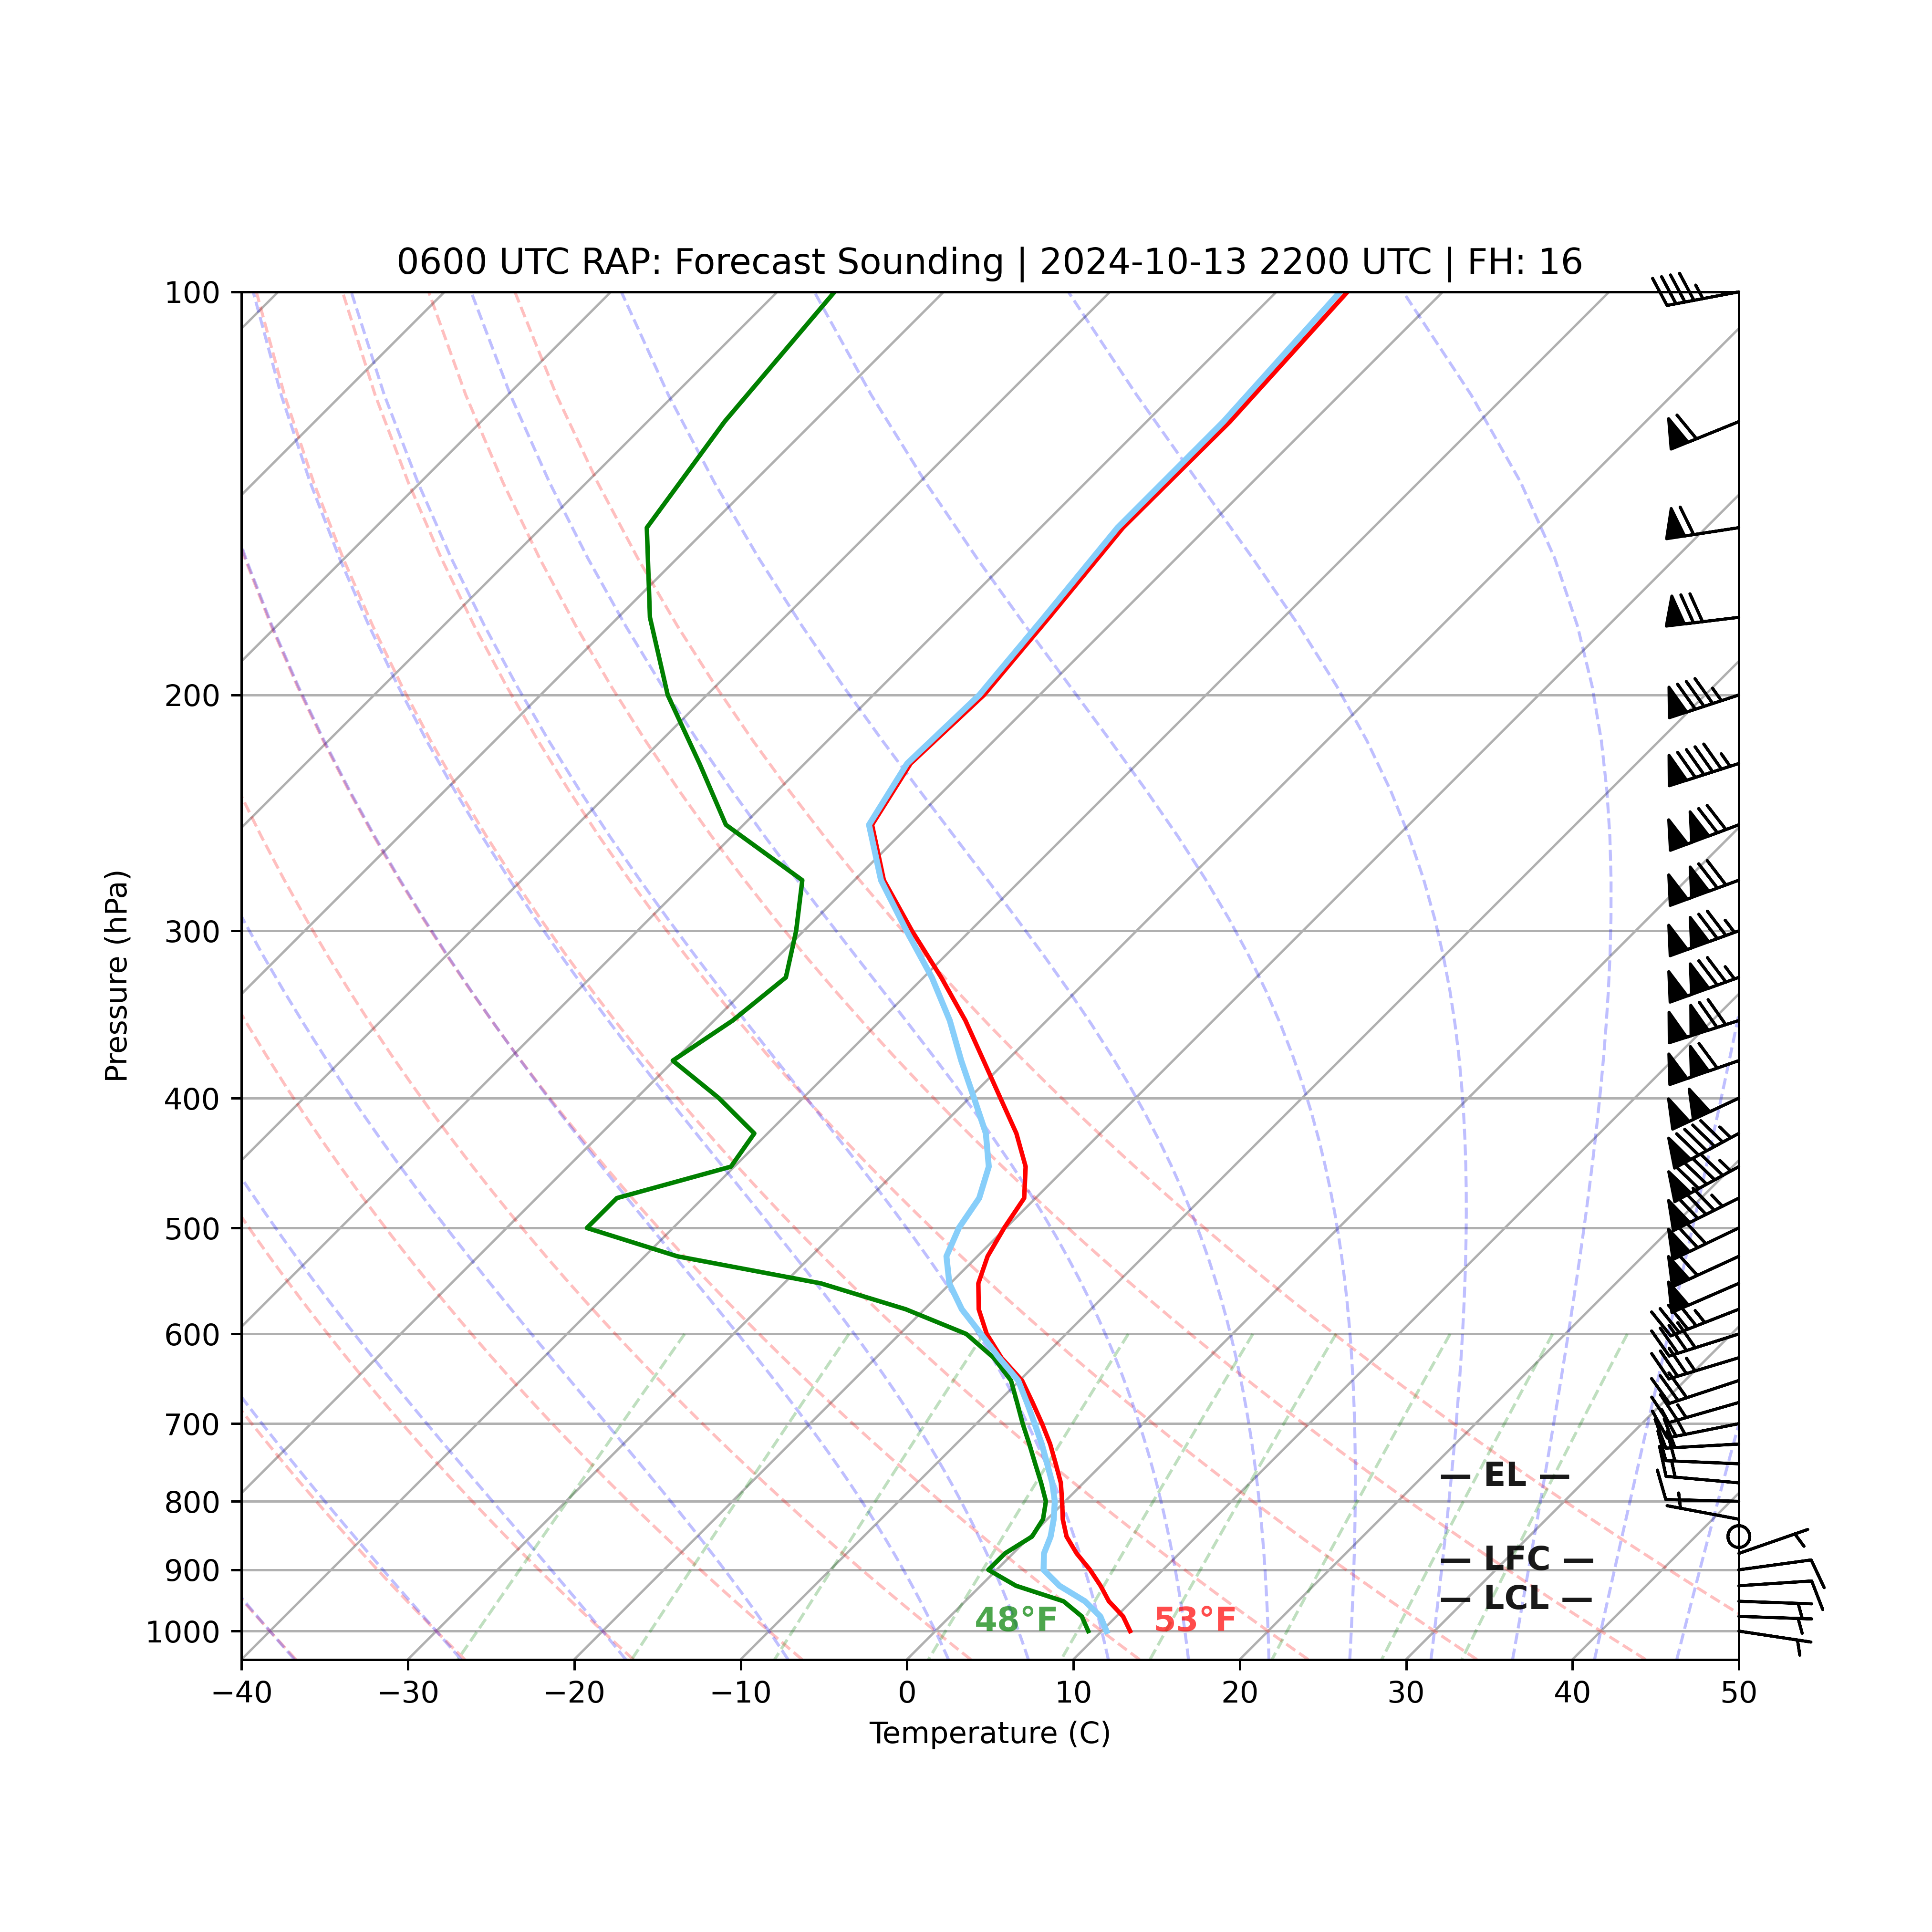 0600 UTC RAP: Forecast Sounding | 2024-10-13 2200 UTC | FH: 16
100
200
300
400
500
600
700
800
900
1000
Pressure (hPa)
— EL —
— LFC —
— LCL —
48°F
53°F
−40
−30
−20
−10
0
10
20
30
40
50
Temperature (C)